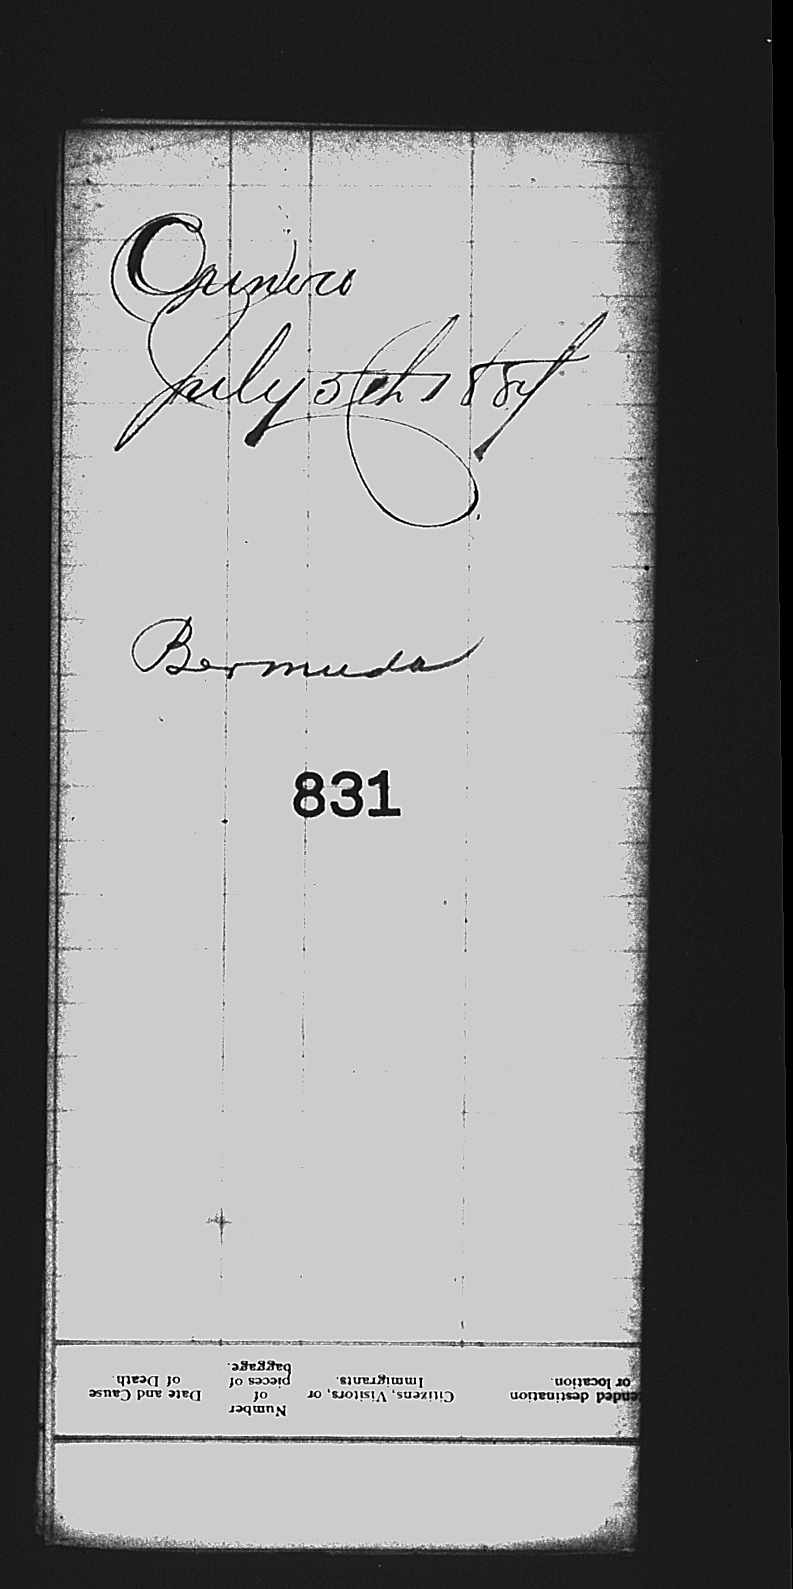 Orinoco
July 5th 1884
Bermuda
831
ended destination
or location.
Citizens, Visitors, or
Immigrants.
Number
of
pieces of
baggage.
Date and Cause
of Death.